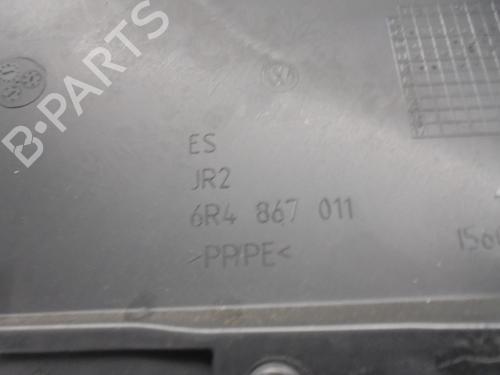 B-PARTS
ES
JR2
6R4 867 011
>PP/PE<